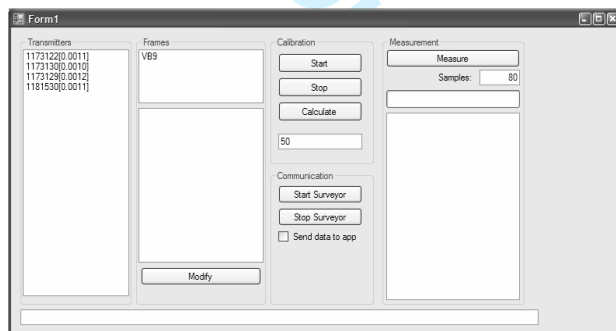 Form1
Transmitters
1173122[0.0011]
1173130[0.0010]
1173129[0.0012]
1181530[0.0011]
Frames
VB9
Modify
Calibration
Start
Stop
Calculate
50
Communication
Start Surveyor
Stop Surveyor
Send data to app
Measurement
Measure
Samples: 80